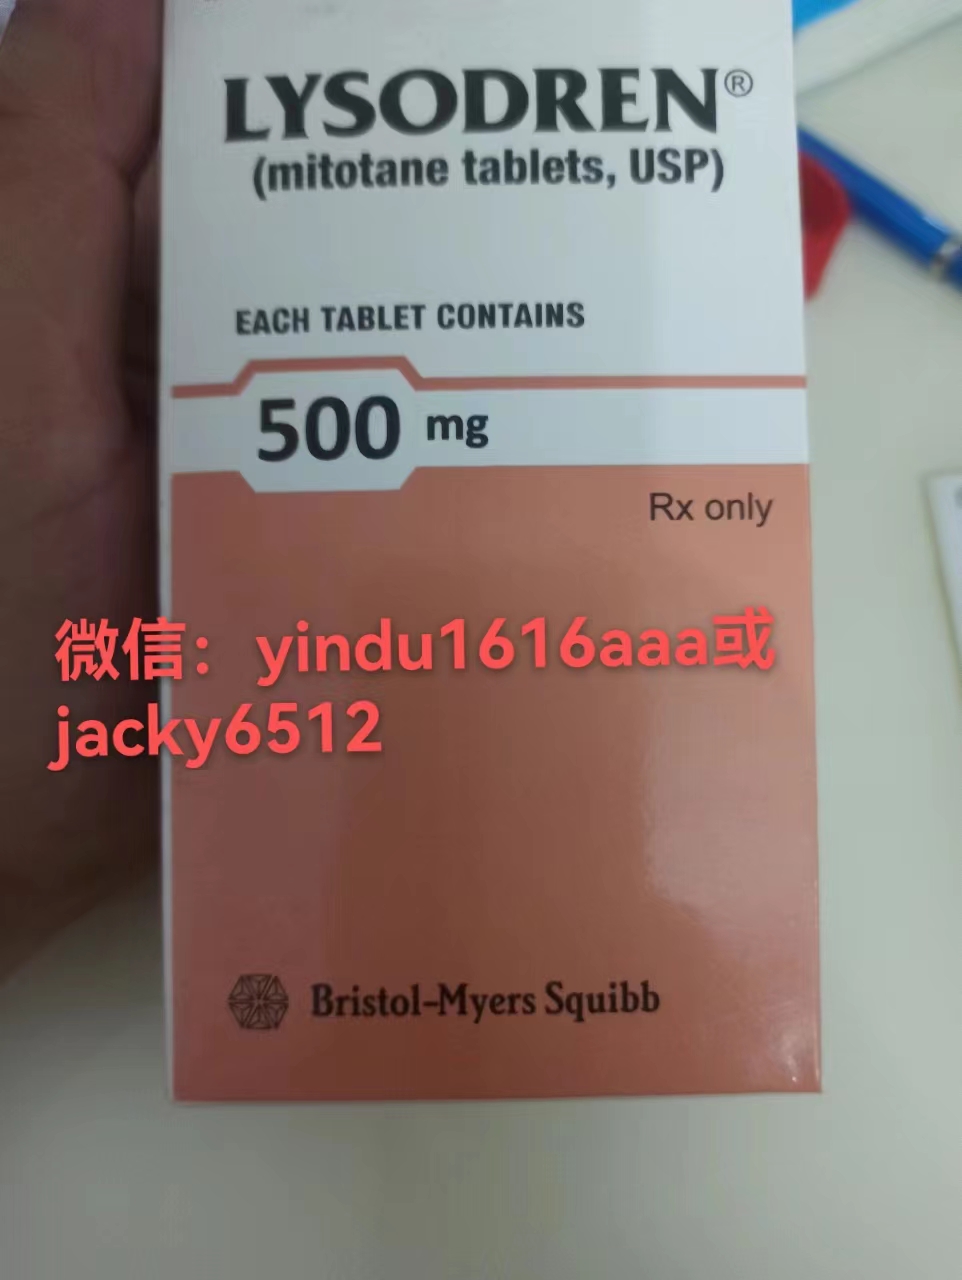 LYSODREN®
(mitotane tablets, USP)
EACH TABLET CONTAINS
500 mg
Rx only
微信：yindu1616aaa或
jacky6512
Bristol-Myers Squibb